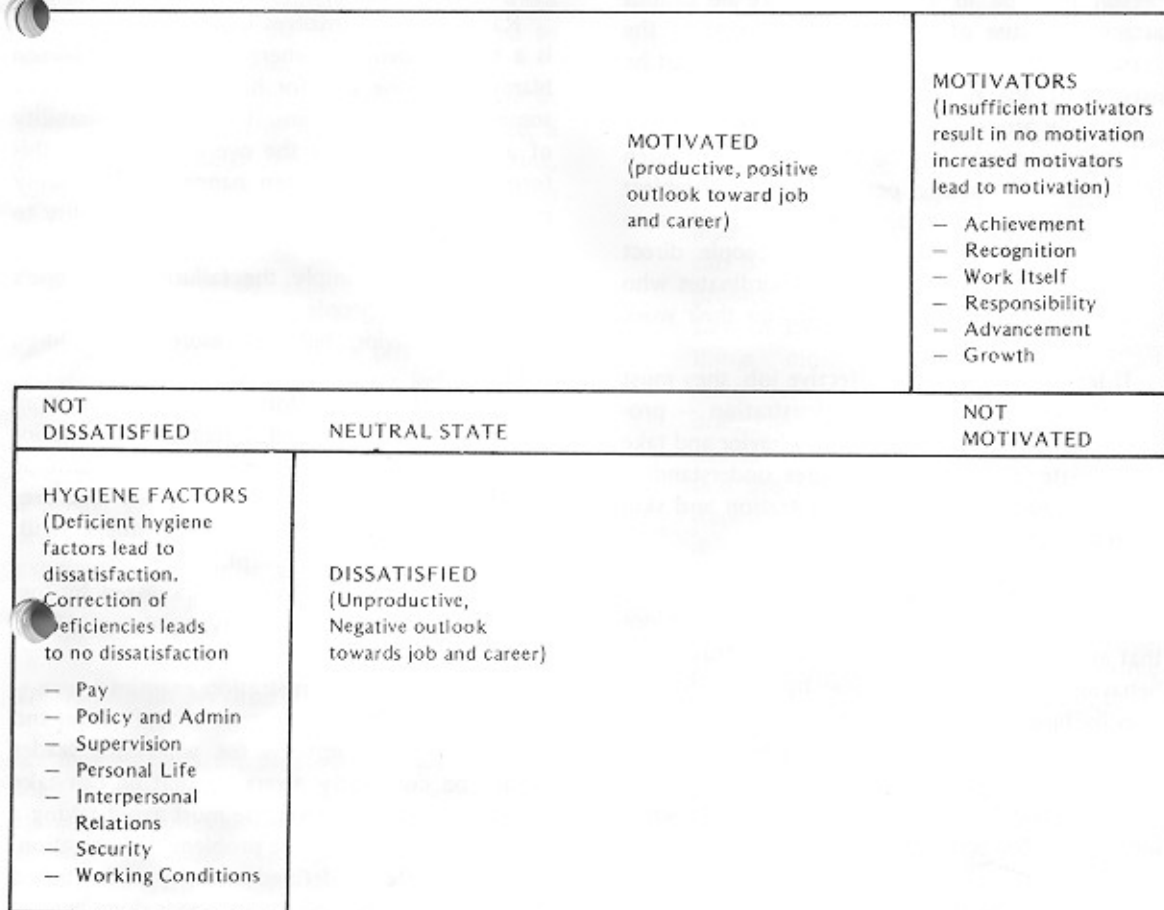 MOTIVATORS
(Insufficient motivators
result in no motivation
increased motivators
lead to motivation)
— Achievement
— Recognition
— Work Itself
— Responsibility
— Advancement
— Growth
MOTIVATED
(productive, positive
outlook toward job
and career)
NOT
DISSATISFIED
NEUTRAL STATE
NOT
MOTIVATED
HYGIENE FACTORS
(Deficient hygiene
factors lead to
dissatisfaction.
Correction of
deficiencies leads
to no dissatisfaction
— Pay
— Policy and Admin
— Supervision
— Personal Life
— Interpersonal
Relations
— Security
— Working Conditions
DISSATISFIED
(Unproductive,
Negative outlook
towards job and career)